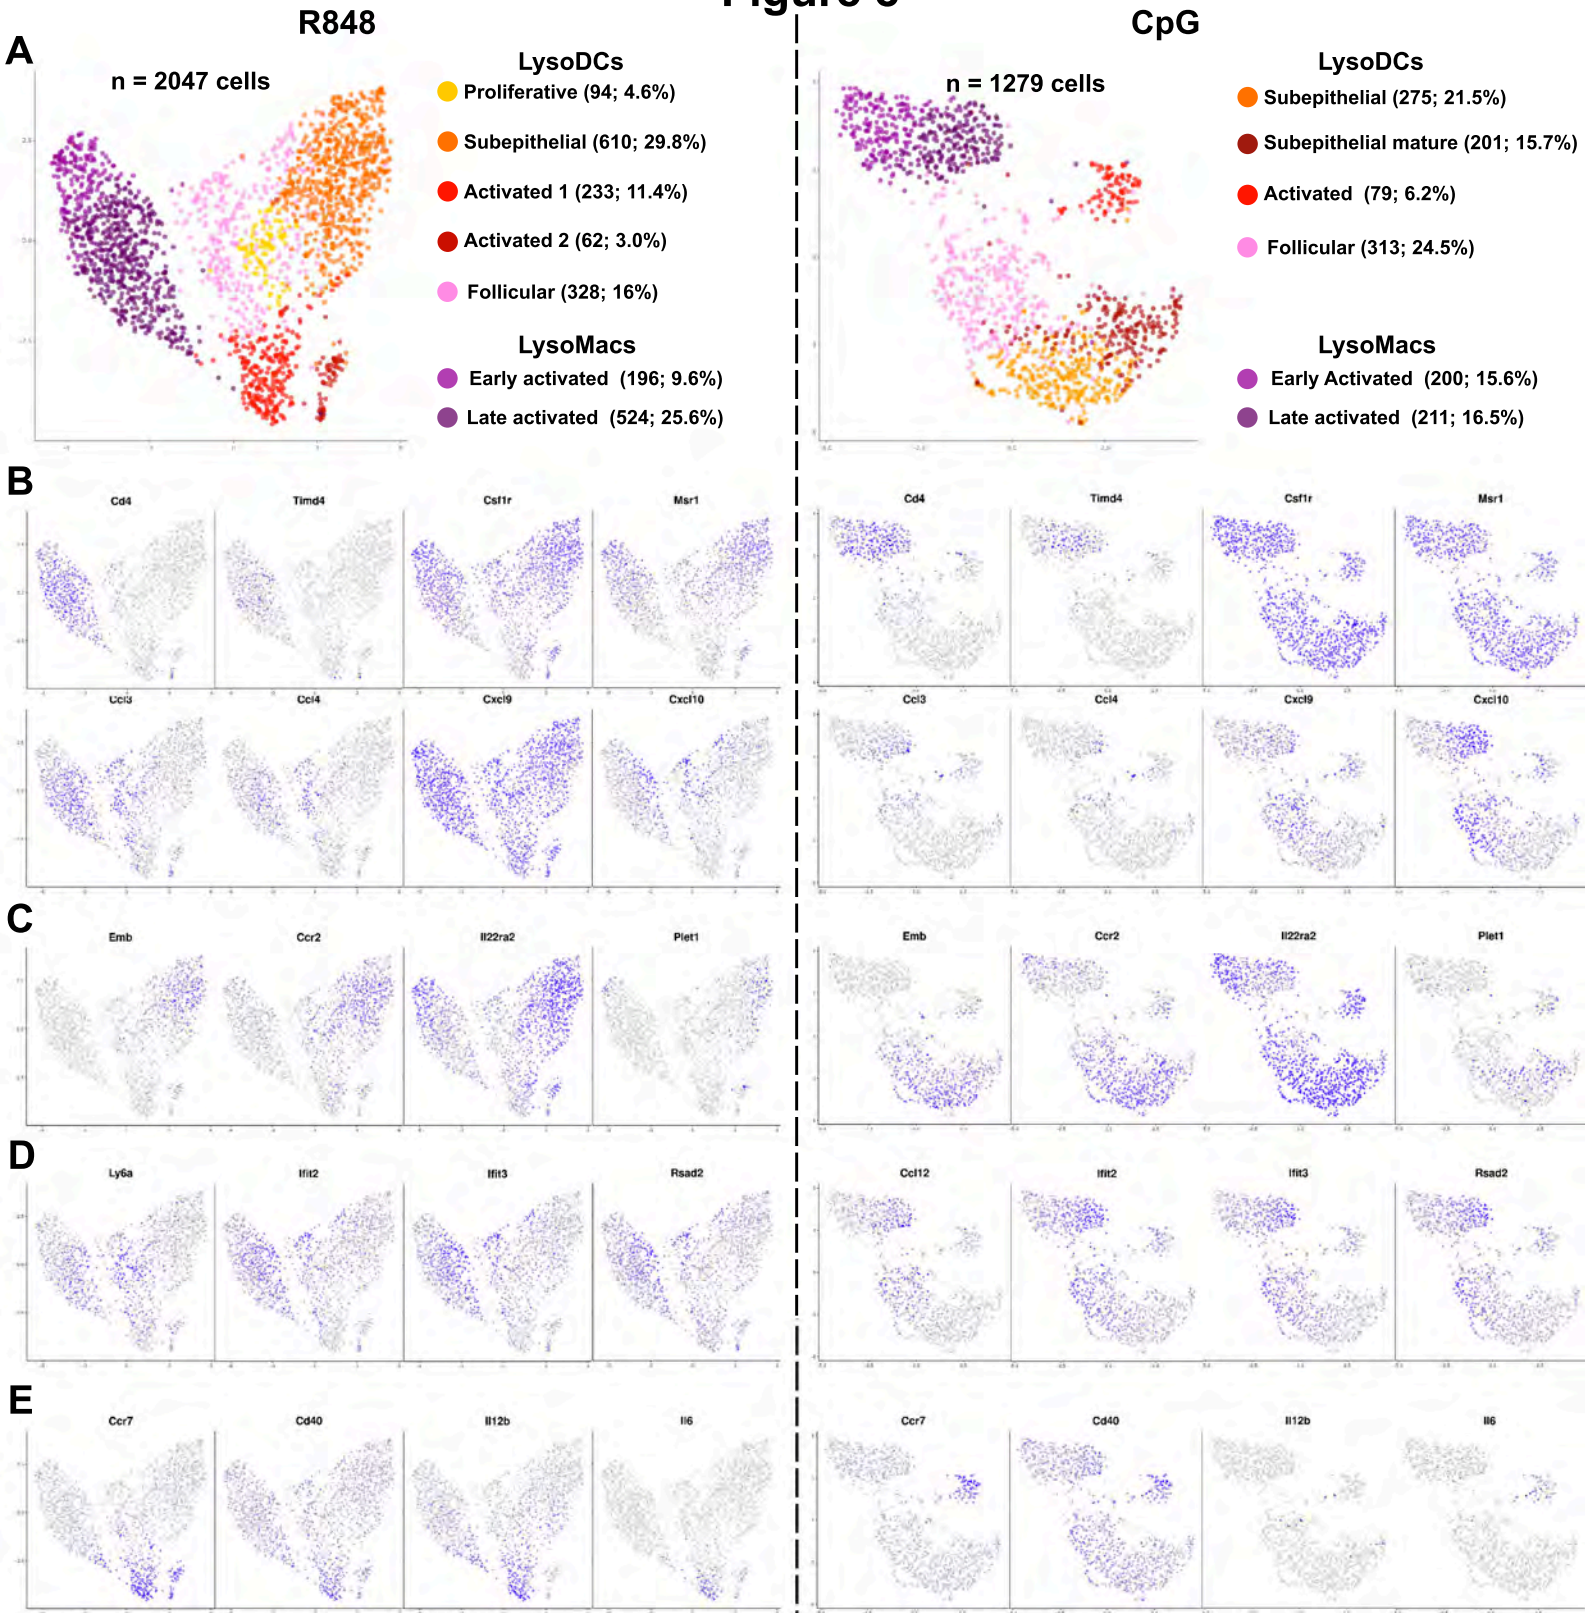 R848
CpG
A
n = 2047 cells
LysoDCs
Proliferative (94; 4.6%)
Subepithelial (610; 29.8%)
Activated 1 (233; 11.4%)
Activated 2 (62; 3.0%)
Follicular (328; 16%)
LysoMacs
Early activated (196; 9.6%)
Late activated (524; 25.6%)
n = 1279 cells
LysoDCs
Subepithelial (275; 21.5%)
Subepithelial mature (201; 15.7%)
Activated (79; 6.2%)
Follicular (313; 24.5%)
LysoMacs
Early Activated (200; 15.6%)
Late activated (211; 16.5%)
B
Cd4 Timd4 Csf1r Msr1
Cd4 Timd4 Csf1r Msr1
Ccl3 Ccl4 Cxcl9 Cxcl10
Ccl3 Ccl4 Cxcl9 Cxcl10
C
Emb Ccr2 Il22ra2 Plet1
Emb Ccr2 Il22ra2 Plet1
D
Ly6a Ifit2 Ifit3 Rsad2
Ccl12 Ifit2 Ifit3 Rsad2
E
Ccr7 Cd40 Il12b Il6
Ccr7 Cd40 Il12b Il6